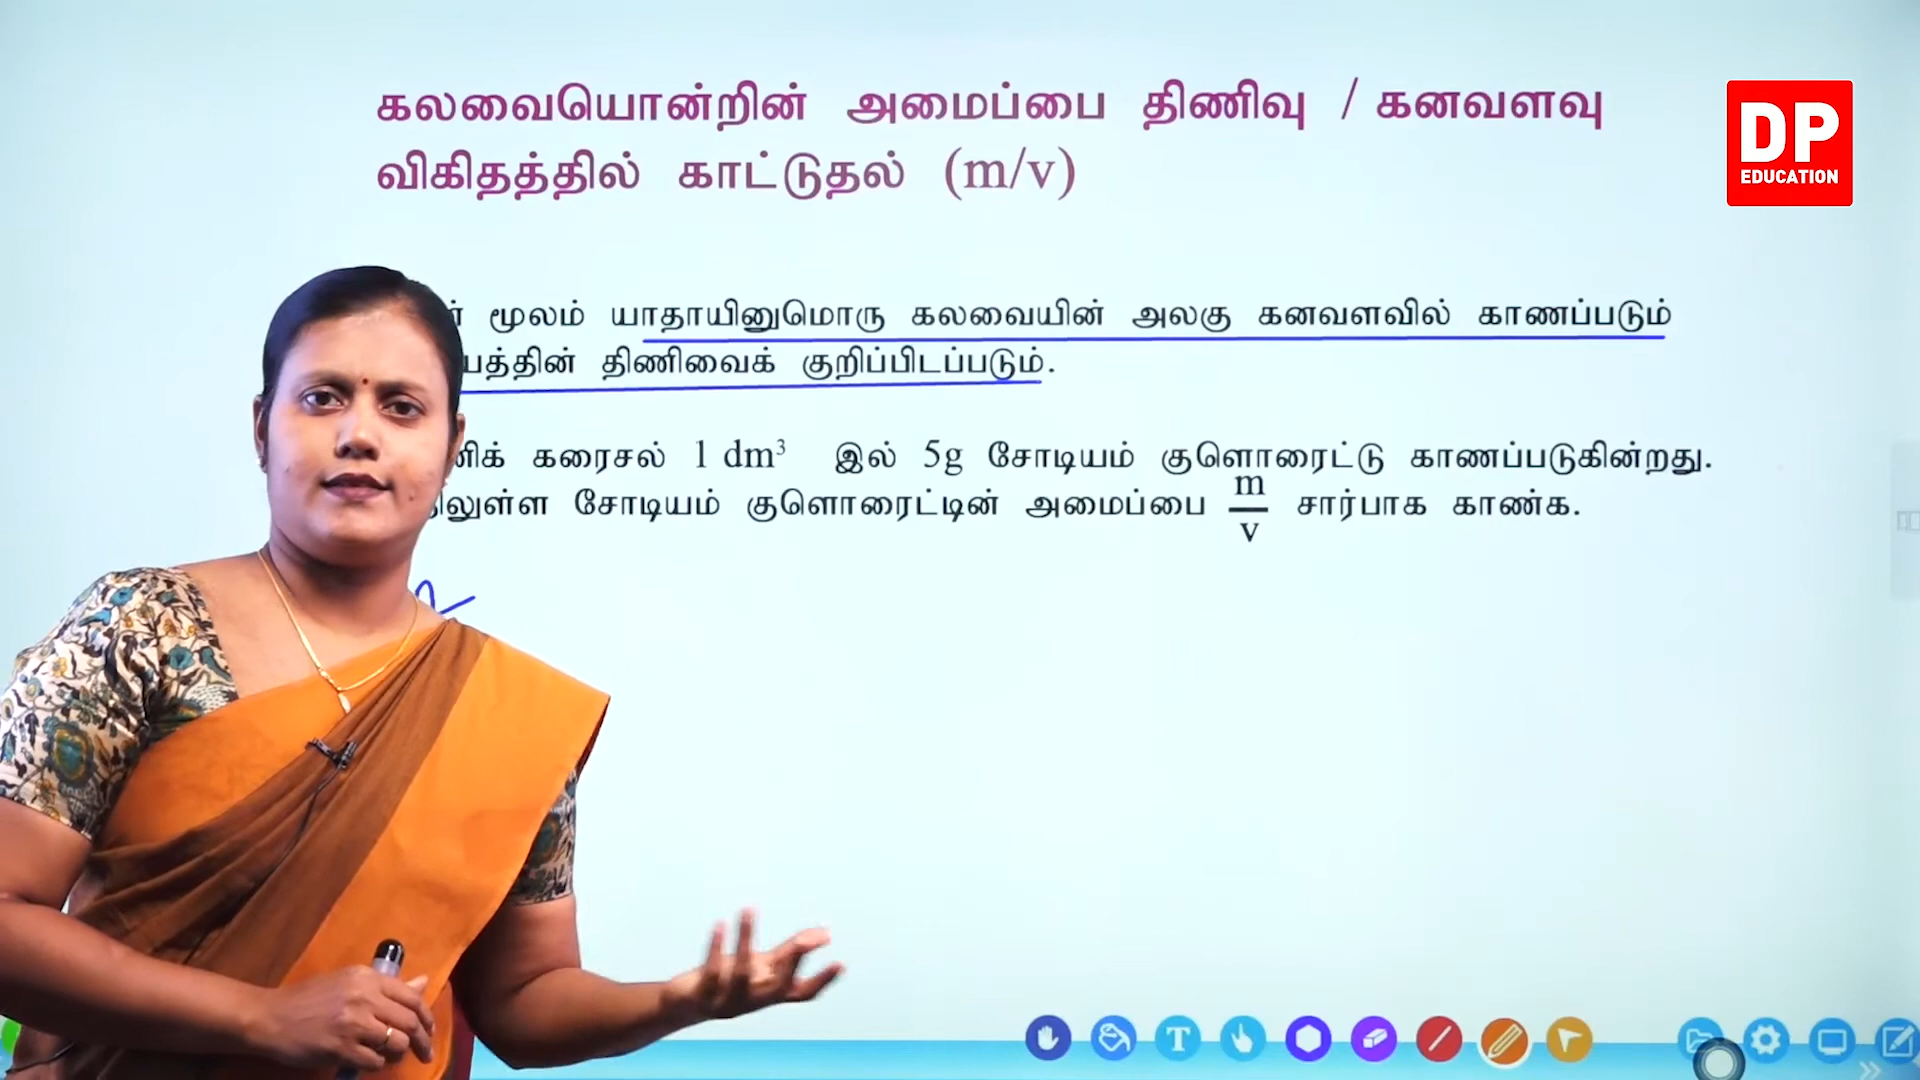 கலவையொன்றின் அமைப்பை திணிவு / கனவளவு
விகிதத்தில் காட்டுதல் (m/v)
DP
EDUCATION
மூலம் யாதாயினுமொரு கலவையின் அலகு கனவளவில் காணப்படும்
திணிவைக் குறிப்பிடப்படும்.
கரைசல் 1 dm³ இல் 5g சோடியம் குளொரைட்டு காணப்படுகின்றது.
சோடியம் குளொரைட்டின் அமைப்பை m/v சார்பாக காண்க.
T